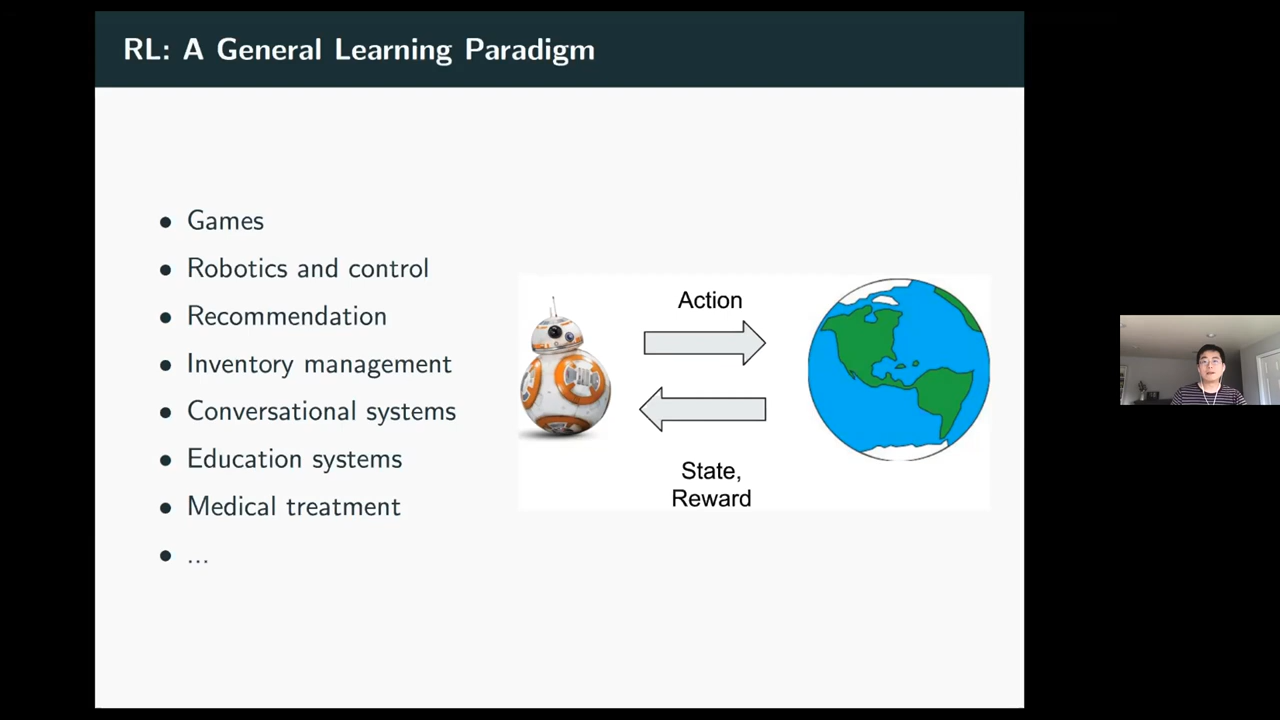 RL: A General Learning Paradigm
• Games
• Robotics and control
• Recommendation
• Inventory management
• Conversational systems
• Education systems
• Medical treatment
• ...
Action
State,
Reward